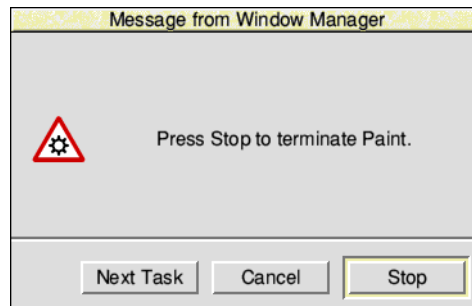 Message from Window Manager
Press Stop to terminate Paint.
Next Task
Cancel
Stop